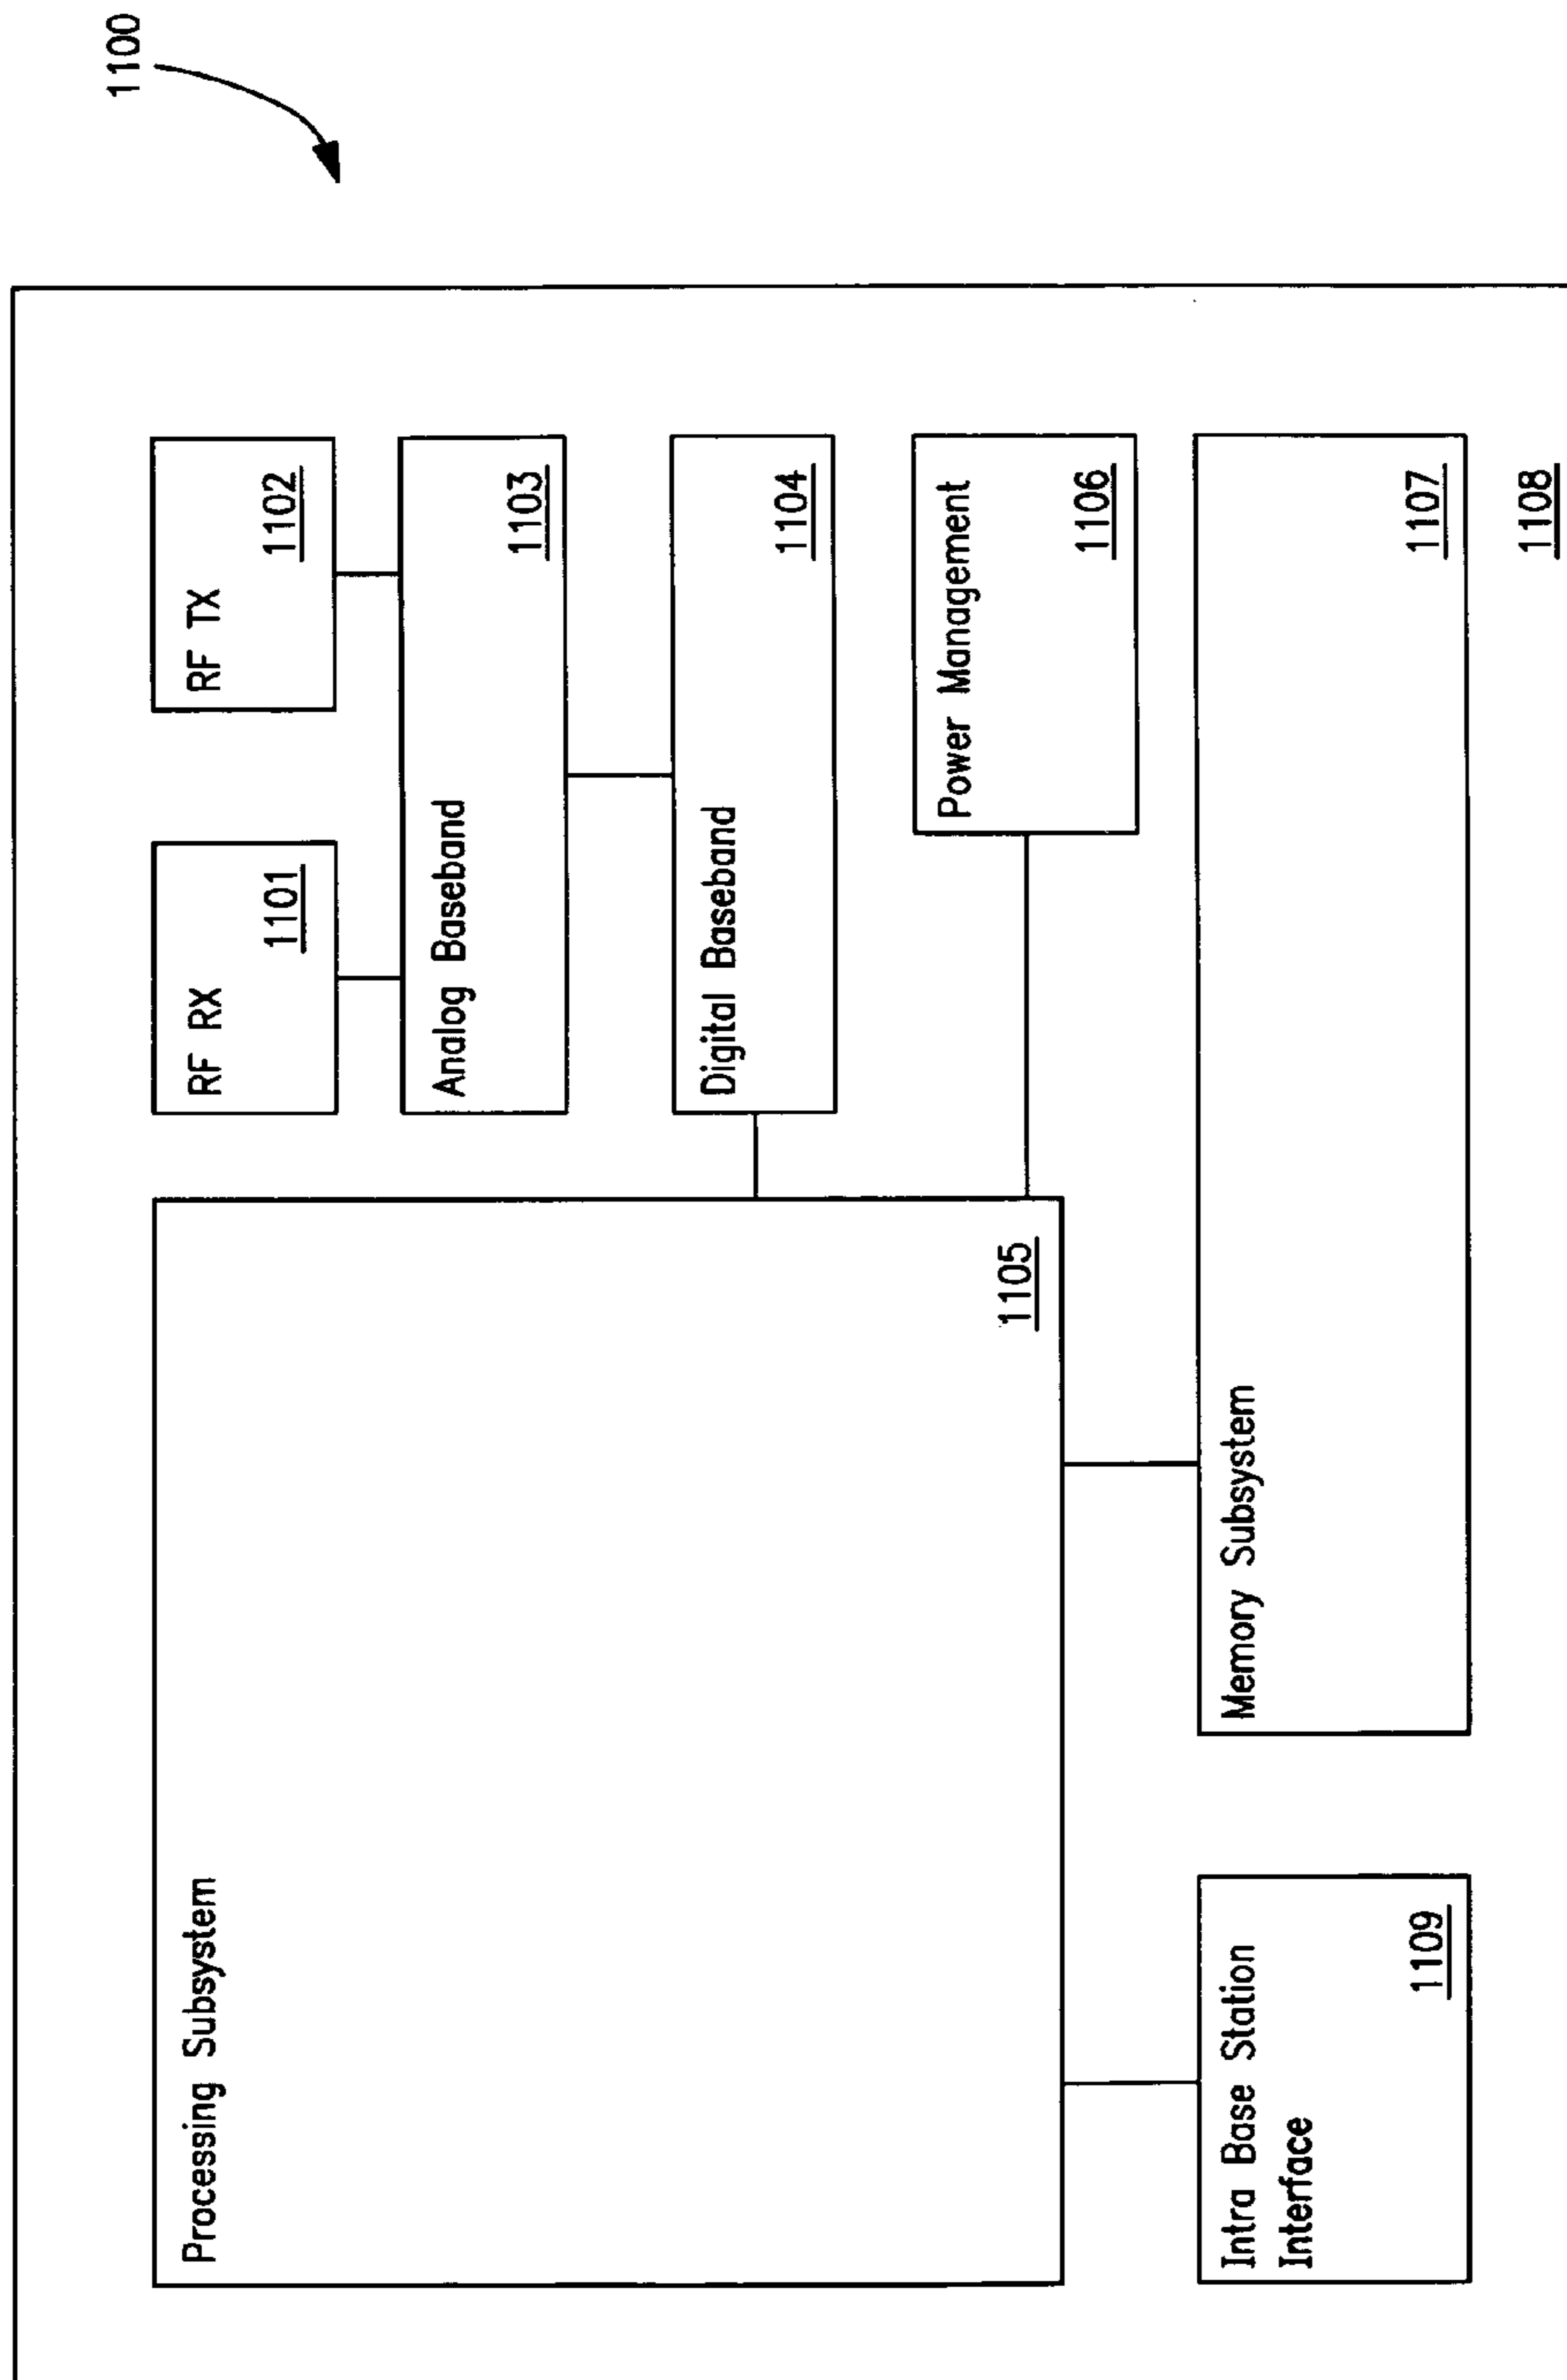 1100
Processing Subsystem
1105
RF RX
1101
RF TX
1102
Analog Baseband
1103
Digital Baseband
1104
Power Management
1106
Intra Base Station
Interface
1109
Memory Subsystem
1107
1108